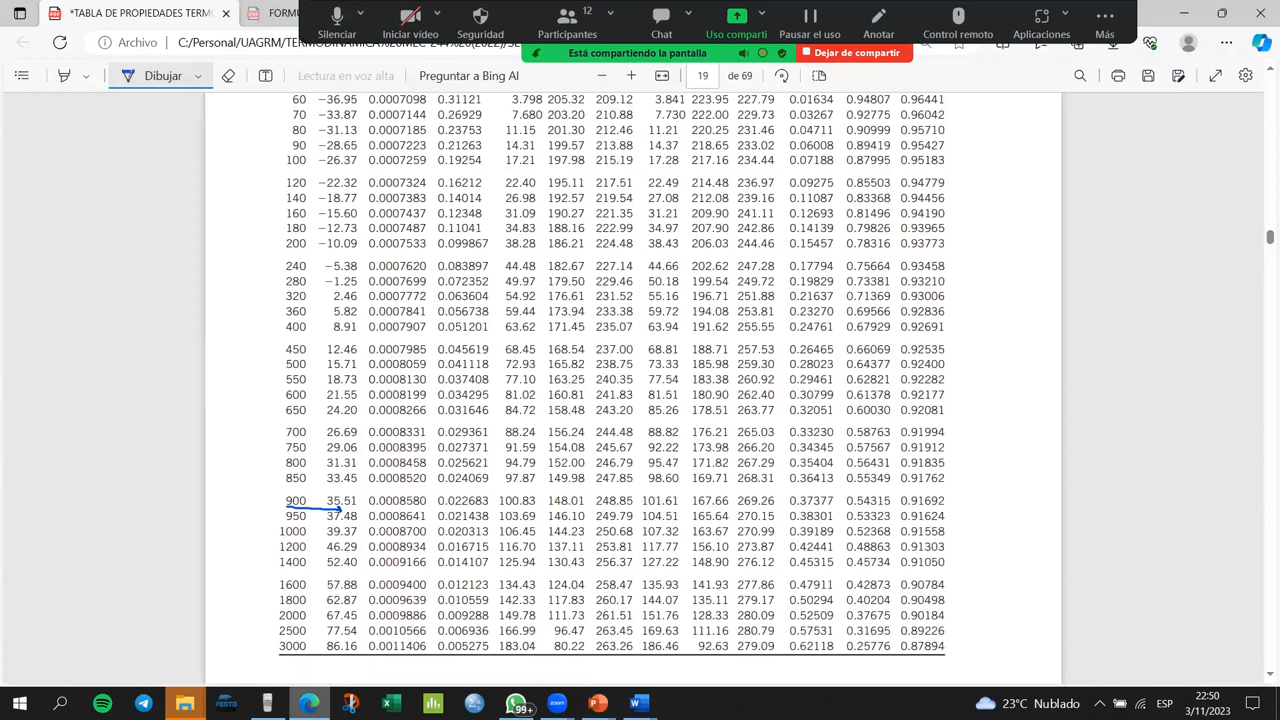 *TABLA DE PROPIEDADES TERM
FORMU
Silenciar
Iniciar vídeo
Seguridad
12
Participantes
Chat
Uso comparti
Pausar el uso
Anotar
Control remoto
Aplicaciones
Más
Archivo
C:/Personal/UAGRM/TERMODINAMICA
Está compartiendo la pantalla
Dejar de compartir
Dibujar
Lectura en voz alta
Preguntar a Bing AI
19
de 69
60 −36.95 0.0007098 0.31121 3.798 205.32 209.12 3.841 223.95 227.79 0.01634 0.94807 0.96441
70 −33.87 0.0007144 0.26929 7.680 203.20 210.88 7.730 222.00 229.73 0.03267 0.92775 0.96042
80 −31.13 0.0007185 0.23753 11.15 201.30 212.46 11.21 220.25 231.46 0.04711 0.90999 0.95710
90 −28.65 0.0007223 0.21263 14.31 199.57 213.88 14.37 218.65 233.02 0.06008 0.89419 0.95427
100 −26.37 0.0007259 0.19254 17.21 197.98 215.19 17.28 217.16 234.44 0.07188 0.87995 0.95183
120 −22.32 0.0007324 0.16212 22.40 195.11 217.51 22.49 214.48 236.97 0.09275 0.85503 0.94779
140 −18.77 0.0007383 0.14014 26.98 192.57 219.54 27.08 212.08 239.16 0.11087 0.83368 0.94456
160 −15.60 0.0007437 0.12348 31.09 190.27 221.35 31.21 209.90 241.11 0.12693 0.81496 0.94190
180 −12.73 0.0007487 0.11041 34.83 188.16 222.99 34.97 207.90 242.86 0.14139 0.79826 0.93965
200 −10.09 0.0007533 0.099867 38.28 186.21 224.48 38.43 206.03 244.46 0.15457 0.78316 0.93773
240 −5.38 0.0007620 0.083897 44.48 182.67 227.14 44.66 202.62 247.28 0.17794 0.75664 0.93458
280 −1.25 0.0007699 0.072352 49.97 179.50 229.46 50.18 199.54 249.72 0.19829 0.73381 0.93210
320 2.46 0.0007772 0.063604 54.92 176.61 231.52 55.16 196.71 251.88 0.21637 0.71369 0.93006
360 5.82 0.0007841 0.056738 59.44 173.94 233.38 59.72 194.08 253.81 0.23270 0.69566 0.92836
400 8.91 0.0007907 0.051201 63.62 171.45 235.07 63.94 191.62 255.55 0.24761 0.67929 0.92691
450 12.46 0.0007985 0.045619 68.45 168.54 237.00 68.81 188.71 257.53 0.26465 0.66069 0.92535
500 15.71 0.0008059 0.041118 72.93 165.82 238.75 73.33 185.98 259.30 0.28023 0.64377 0.92400
550 18.73 0.0008130 0.037408 77.10 163.25 240.35 77.54 183.38 260.92 0.29461 0.62821 0.92282
600 21.55 0.0008199 0.034295 81.02 160.81 241.83 81.51 180.90 262.40 0.30799 0.61378 0.92177
650 24.20 0.0008266 0.031646 84.72 158.48 243.20 85.26 178.51 263.77 0.32051 0.60030 0.92081
700 26.69 0.0008331 0.029361 88.24 156.24 244.48 88.82 176.21 265.03 0.33230 0.58763 0.91994
750 29.06 0.0008395 0.027371 91.59 154.08 245.67 92.22 173.98 266.20 0.34345 0.57567 0.91912
800 31.31 0.0008458 0.025621 94.79 152.00 246.79 95.47 171.82 267.29 0.35404 0.56431 0.91835
850 33.45 0.0008520 0.024069 97.87 149.98 247.85 98.60 169.71 268.31 0.36413 0.55349 0.91762
900 35.51 0.0008580 0.022683 100.83 148.01 248.85 101.61 167.66 269.26 0.37377 0.54315 0.91692
950 37.48 0.0008641 0.021438 103.69 146.10 249.79 104.51 165.64 270.15 0.38301 0.53323 0.91624
1000 39.37 0.0008700 0.020313 106.45 144.23 250.68 107.32 163.67 270.99 0.39189 0.52368 0.91558
1200 46.29 0.0008934 0.016715 116.70 137.11 253.81 117.77 156.10 273.87 0.42441 0.48863 0.91303
1400 52.40 0.0009166 0.014107 125.94 130.43 256.37 127.22 148.90 276.12 0.45315 0.45734 0.91050
1600 57.88 0.0009400 0.012123 134.43 124.04 258.47 135.93 141.93 277.86 0.47911 0.42873 0.90784
1800 62.87 0.0009639 0.010559 142.33 117.83 260.17 144.07 135.11 279.17 0.50294 0.40204 0.90498
2000 67.45 0.0009886 0.009288 149.78 111.73 261.51 151.76 128.33 280.09 0.52509 0.37675 0.90184
2500 77.54 0.0010566 0.006936 166.99 96.47 263.45 169.63 111.16 280.79 0.57531 0.31695 0.89226
3000 86.16 0.0011406 0.005275 183.04 80.22 263.26 186.46 92.63 279.09 0.62118 0.25776 0.87894
FESTO
99+
zoom
23°C Nublado
ESP
22:50
3/11/2023